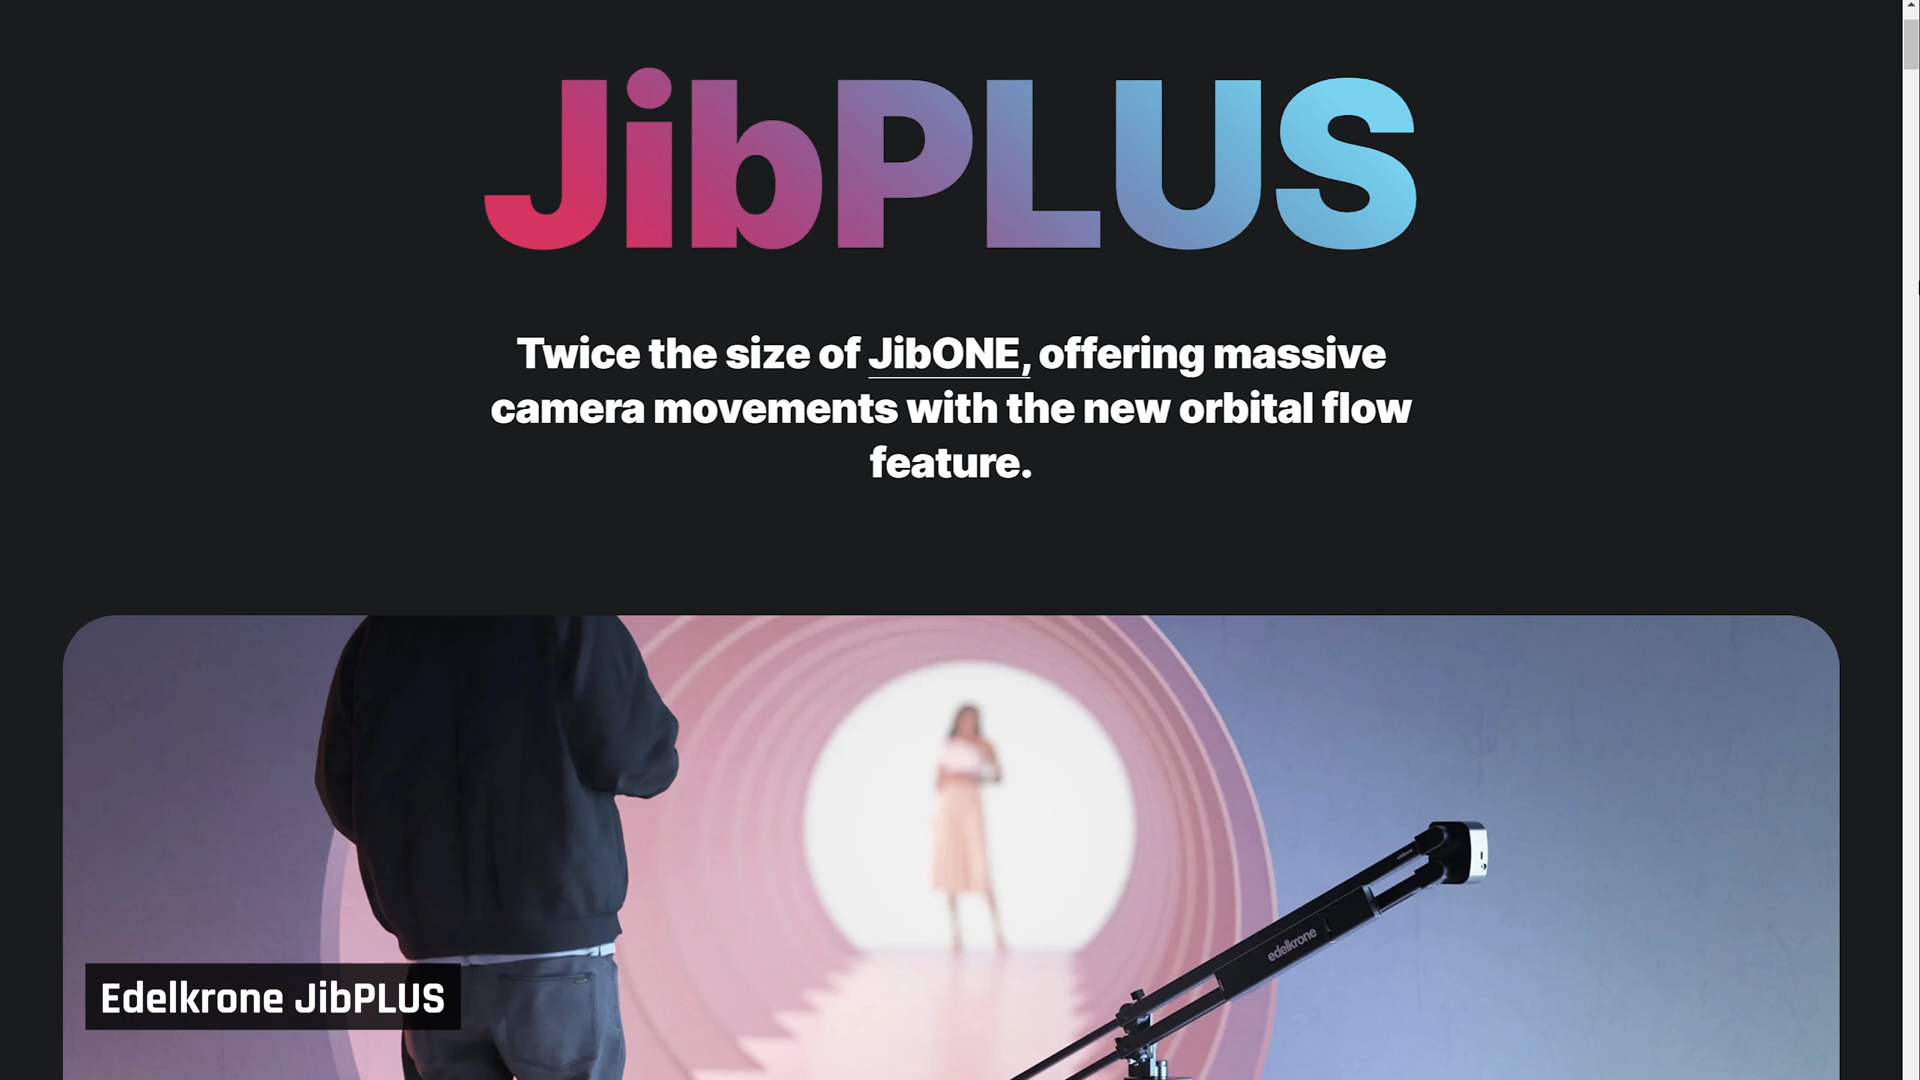 JibPLUS
Twice the size of JibONE, offering massive
camera movements with the new orbital flow
feature.
edelkrone
Edelkrone JibPLUS